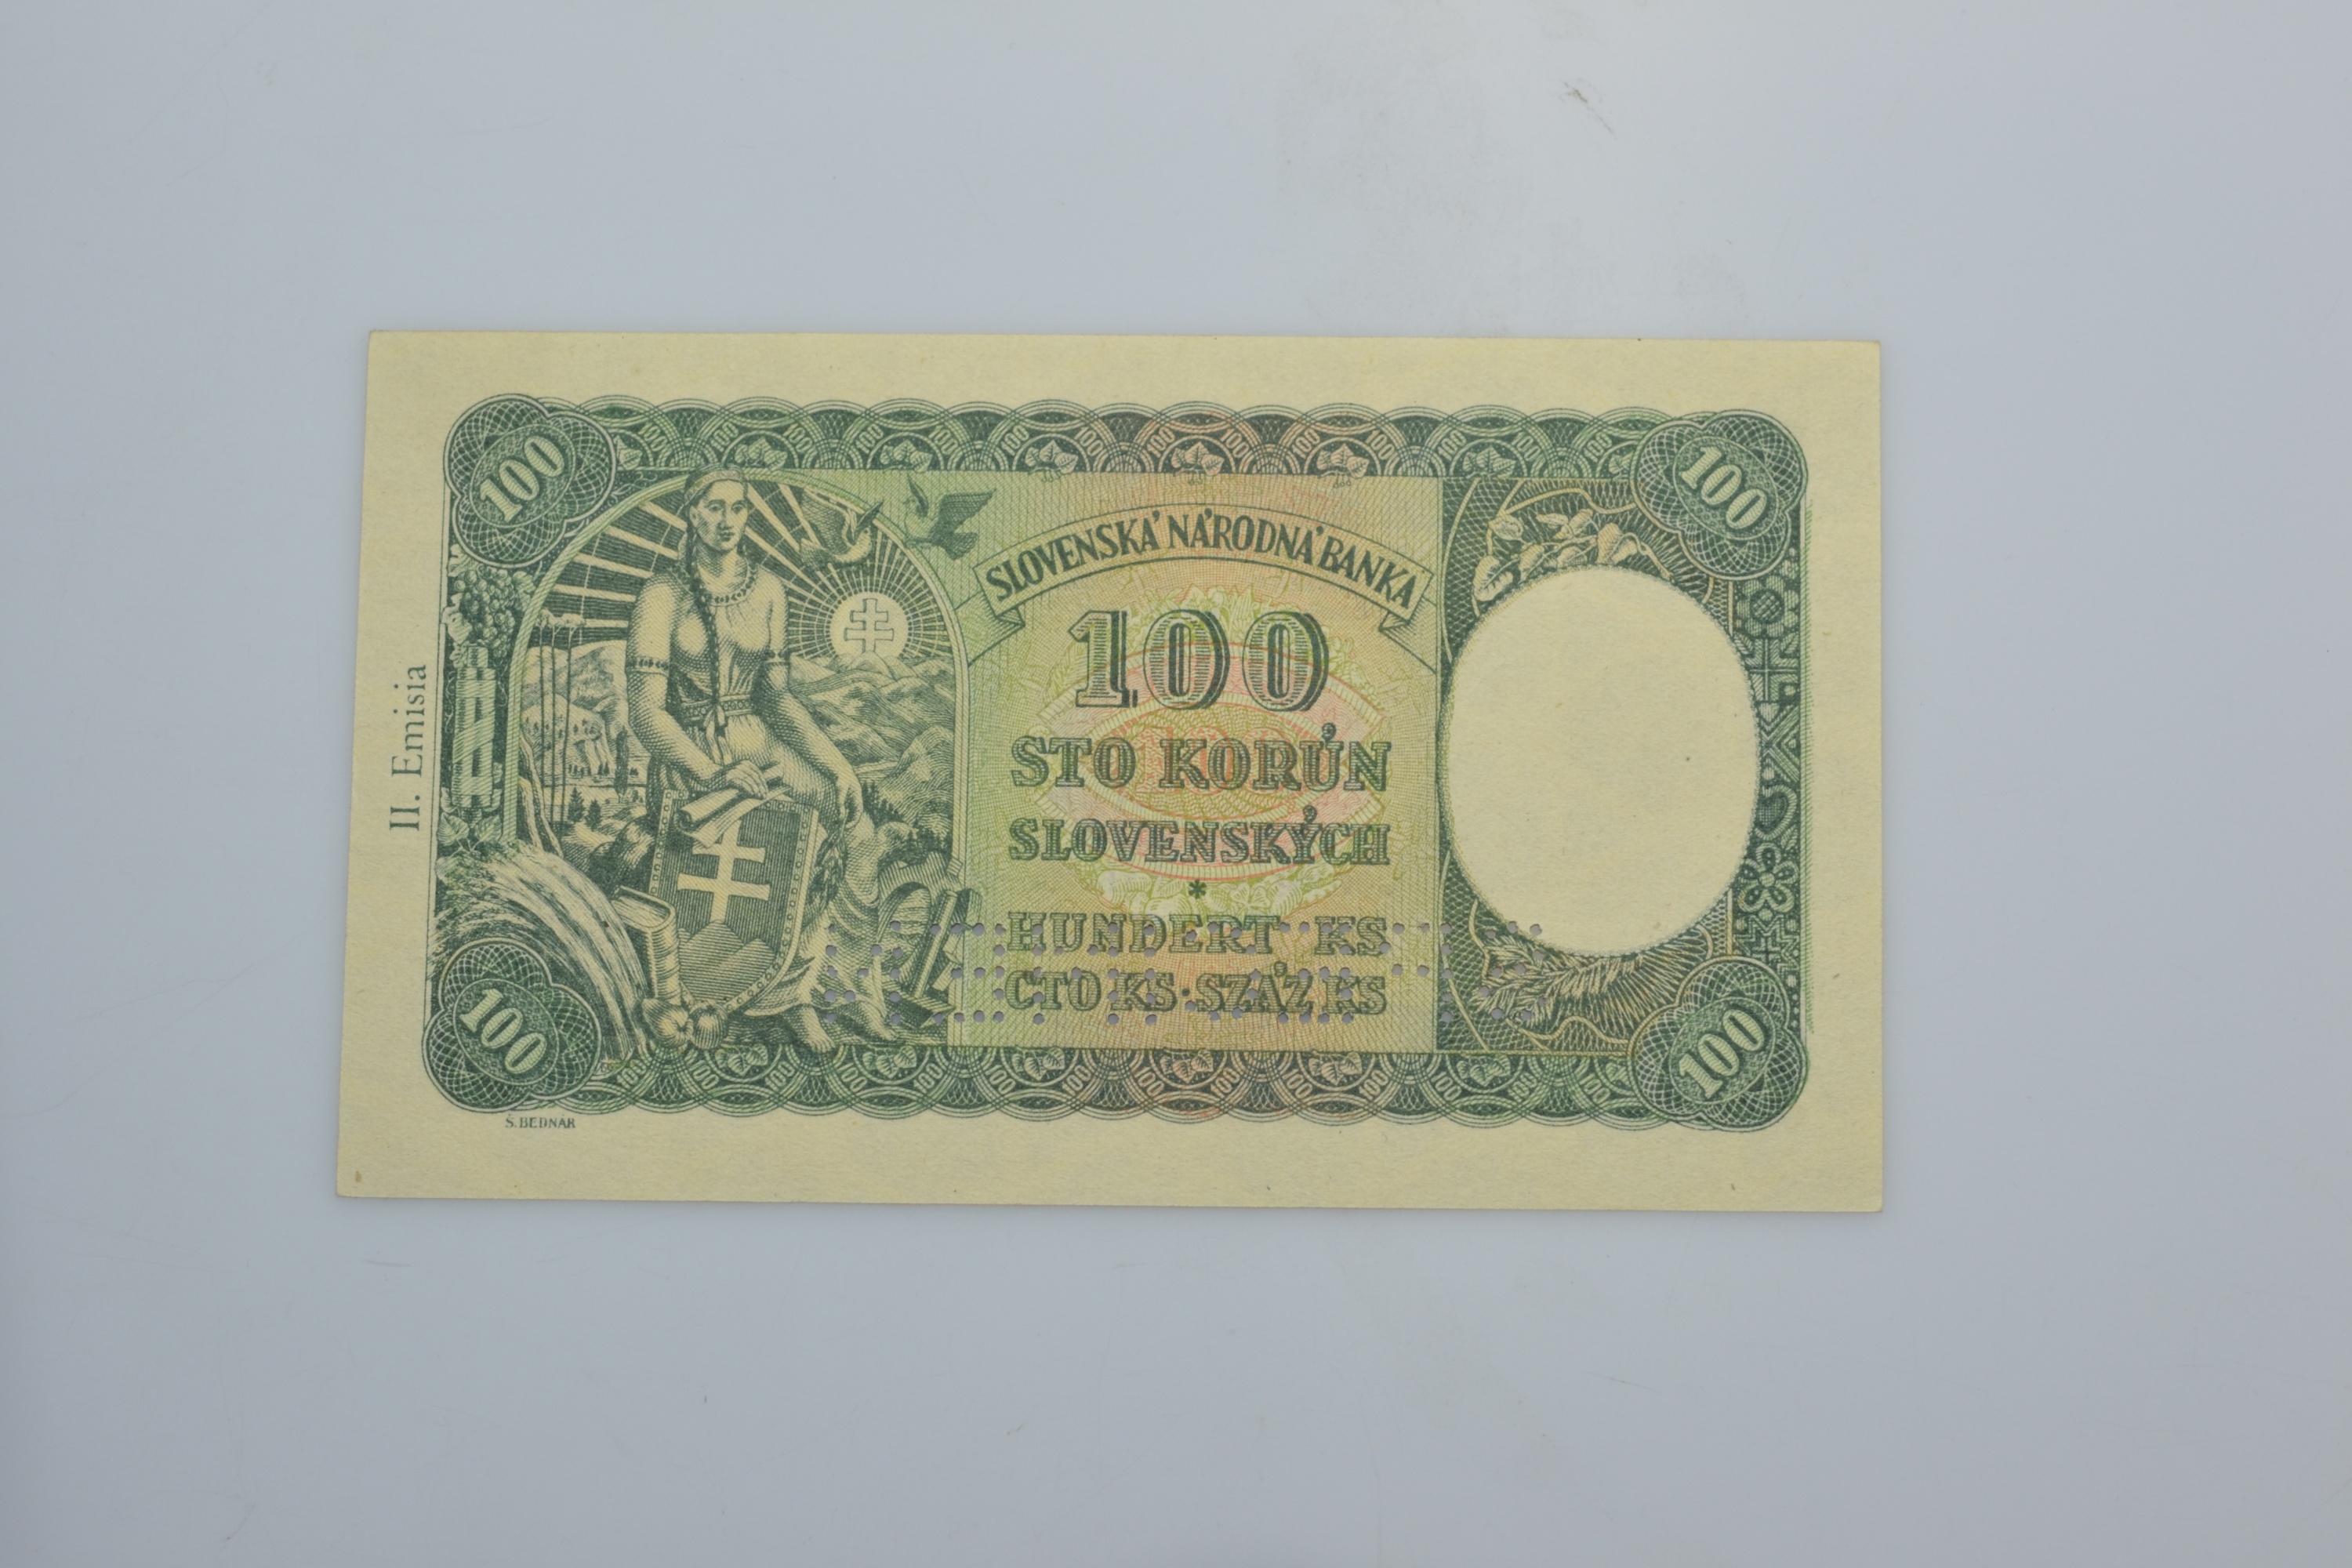 100
100
II. Emisia
SLOVENSKÁ NÁRODNÁ BANKA
100
STO KORÚN
SLOVENSKÝCH
*
HUNDERT KS
СТО KS · SZÁZ KS
100
100
Š. BEDNÁR